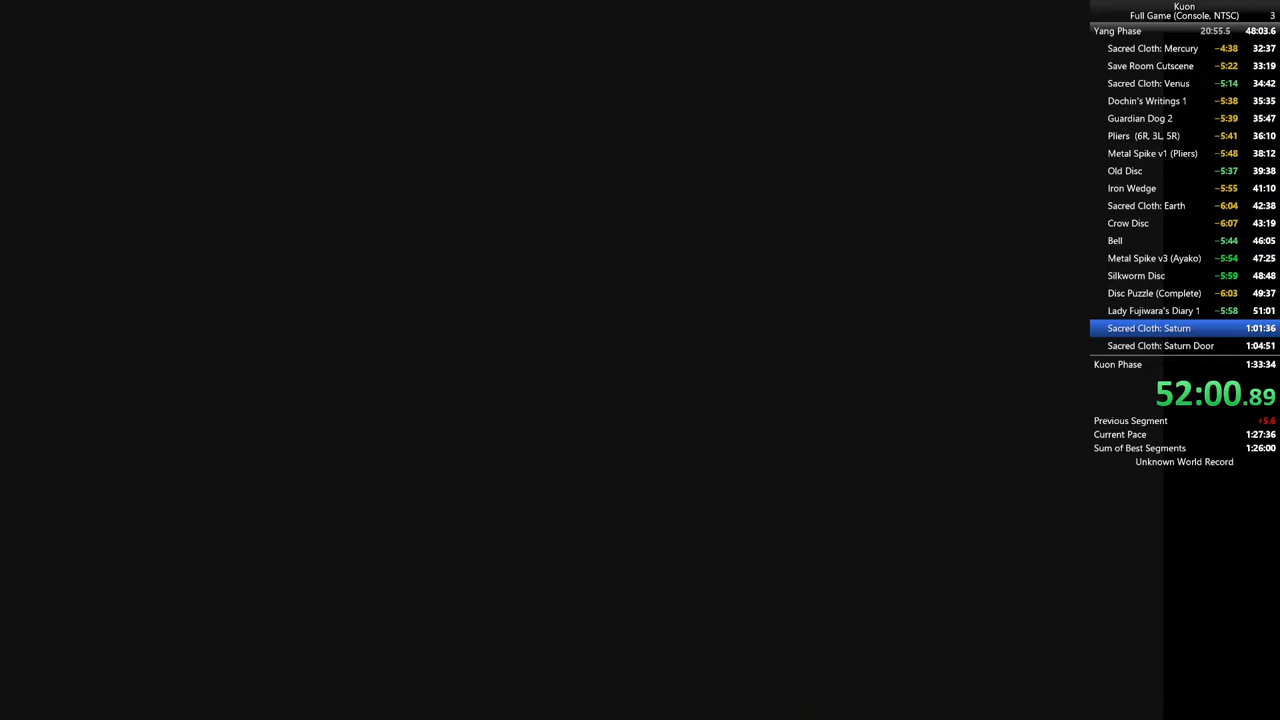 Kuon
Full Game (Console, NTSC) 3
Yang Phase 20:55.5 48:03.6
Sacred Cloth: Mercury −4:38 32:37
Save Room Cutscene −5:22 33:19
Sacred Cloth: Venus −5:14 34:42
Dochin's Writings 1 −5:38 35:35
Guardian Dog 2 −5:39 35:47
Pliers (6R, 3L, 5R) −5:41 36:10
Metal Spike v1 (Pliers) −5:48 38:12
Old Disc −5:37 39:38
Iron Wedge −5:55 41:10
Sacred Cloth: Earth −6:04 42:38
Crow Disc −6:07 43:19
Bell −5:44 46:05
Metal Spike v3 (Ayako) −5:54 47:25
Silkworm Disc −5:59 48:48
Disc Puzzle (Complete) −6:03 49:37
Lady Fujiwara's Diary 1 −5:58 51:01
Sacred Cloth: Saturn 1:01:36
Sacred Cloth: Saturn Door 1:04:51
Kuon Phase 1:33:34
52:00.89
Previous Segment +5.6
Current Pace 1:27:36
Sum of Best Segments 1:26:00
Unknown World Record